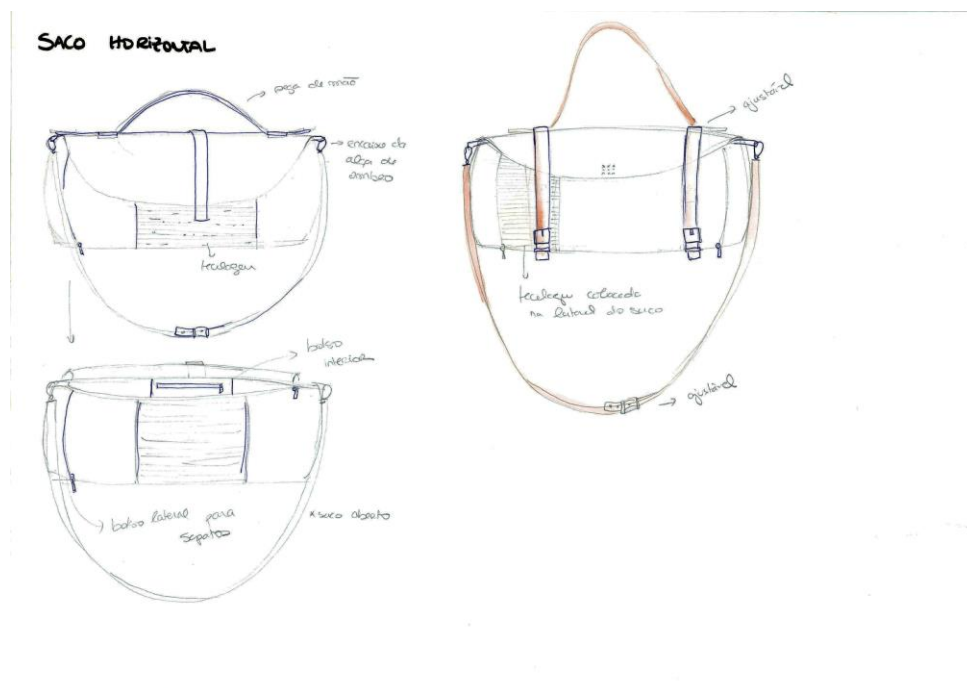 SACO HORIZONTAL
pega de mão
encaixe da
alça de
ombro
tecelagem
bolso
interior
bolso lateral para
sapatos
*saco aberto
ajustável
tecelagem colocada
na lateral do saco
ajustável